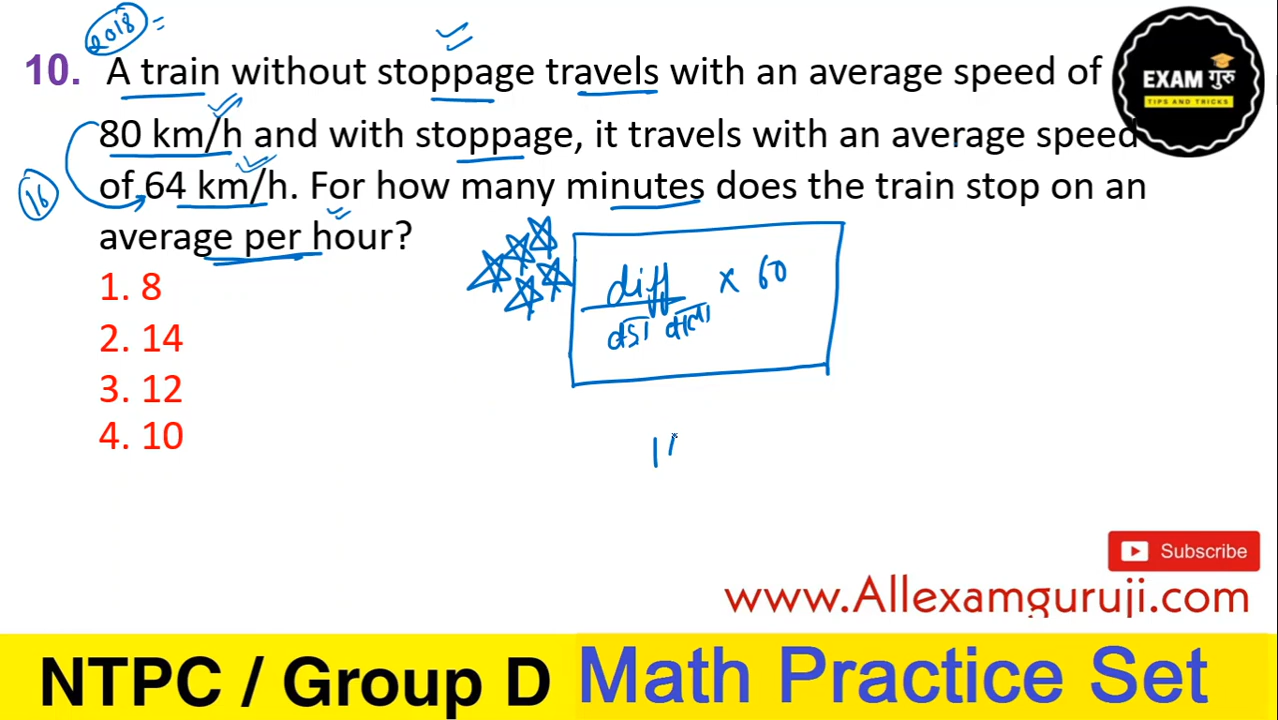 2018 =
10. A train without stoppage travels with an average speed of
80 km/h and with stoppage, it travels with an average speed
of 64 km/h. For how many minutes does the train stop on an
average per hour?
16
1. 8
2. 14
3. 12
4. 10
diff × 60
EXAM गुरु
TIPS AND TRICKS
Subscribe
www.Allexamguruji.com
NTPC / Group D Math Practice Set